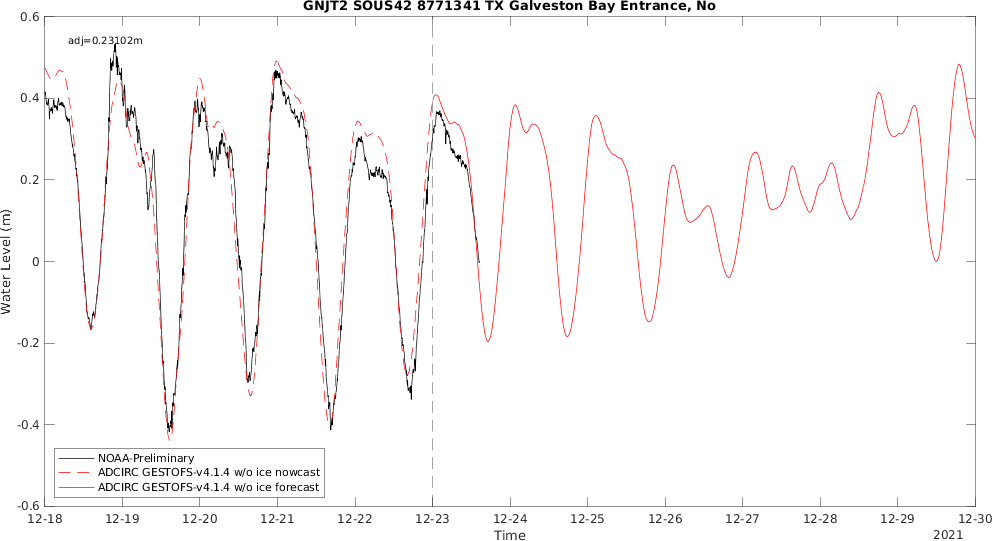 GNJT2 SOUS42 8771341 TX Galveston Bay Entrance, No
adj=0.23102m
Water Level (m)
0.6
0.4
0.2
0
-0.2
-0.4
-0.6
NOAA-Preliminary
ADCIRC GESTOFS-v4.1.4 w/o ice nowcast
ADCIRC GESTOFS-v4.1.4 w/o ice forecast
12-18 12-19 12-20 12-21 12-22 12-23 12-24 12-25 12-26 12-27 12-28 12-29 12-30
Time
2021